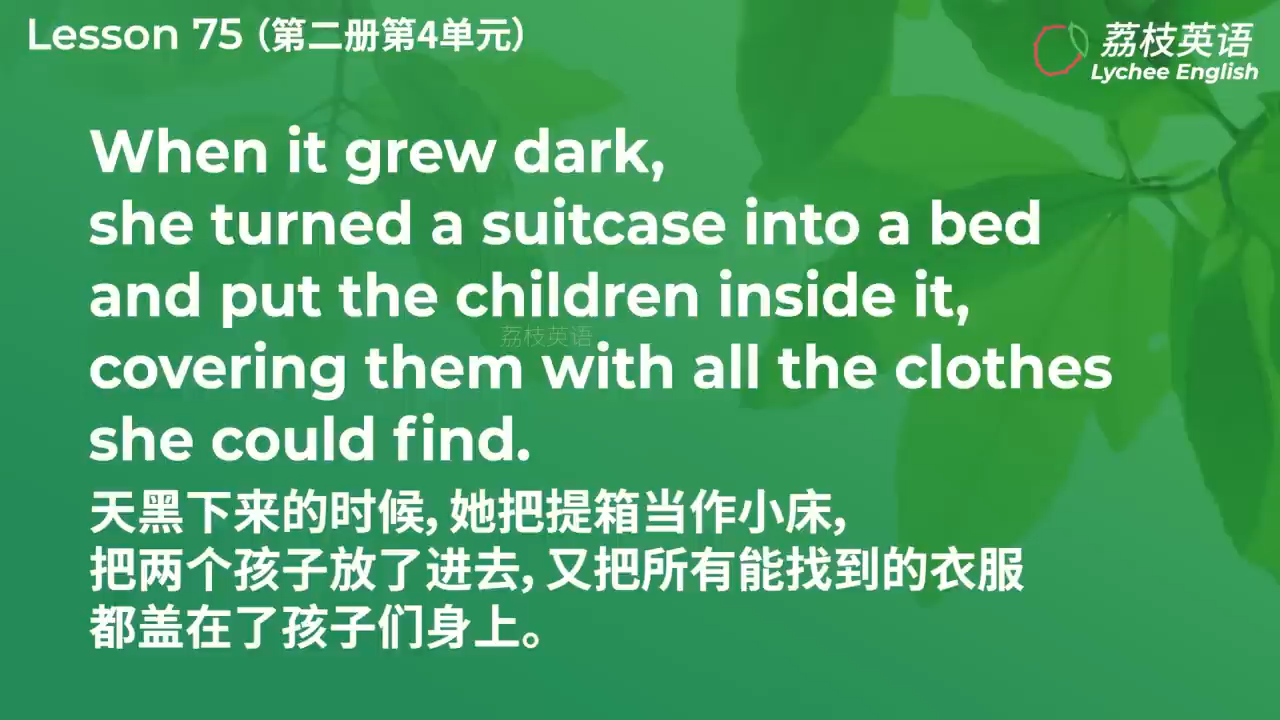 Lesson 75（第二册第4单元）
荔枝英语
Lychee English
When it grew dark,
she turned a suitcase into a bed
and put the children inside it,
荔枝英语
covering them with all the clothes
she could find.
天黑下来的时候, 她把提箱当作小床,
把两个孩子放了进去, 又把所有能找到的衣服
都盖在了孩子们身上。